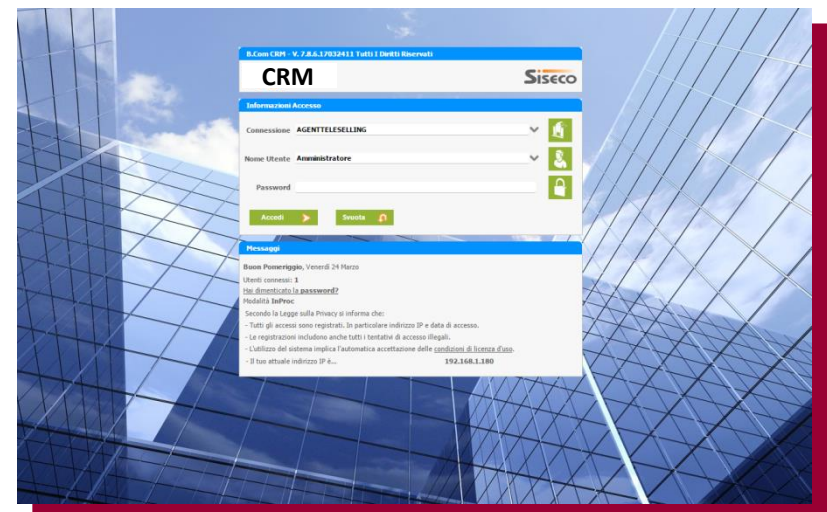 B.Com CRM - V. 7.8.6.17032411 Tutti I Diritti Riservati
CRM Siseco
Informazioni Accesso
Connessione AGENTTELESELLING
Nome Utente Amministratore
Password
Accedi Svuota
Messaggi
Buon Pomeriggio, Venerdì 24 Marzo
Utenti connessi: 1
Hai dimenticato la password?
Modalità InProc
Secondo la Legge sulla Privacy si informa che:
- Tutti gli accessi sono registrati. In particolare indirizzo IP e data di accesso.
- Le registrazioni includono anche tutti i tentativi di accesso illegali.
- L'utilizzo del sistema implica l'automatica accettazione delle condizioni di licenza d'uso.
- Il tuo attuale indirizzo IP è... 192.168.1.180